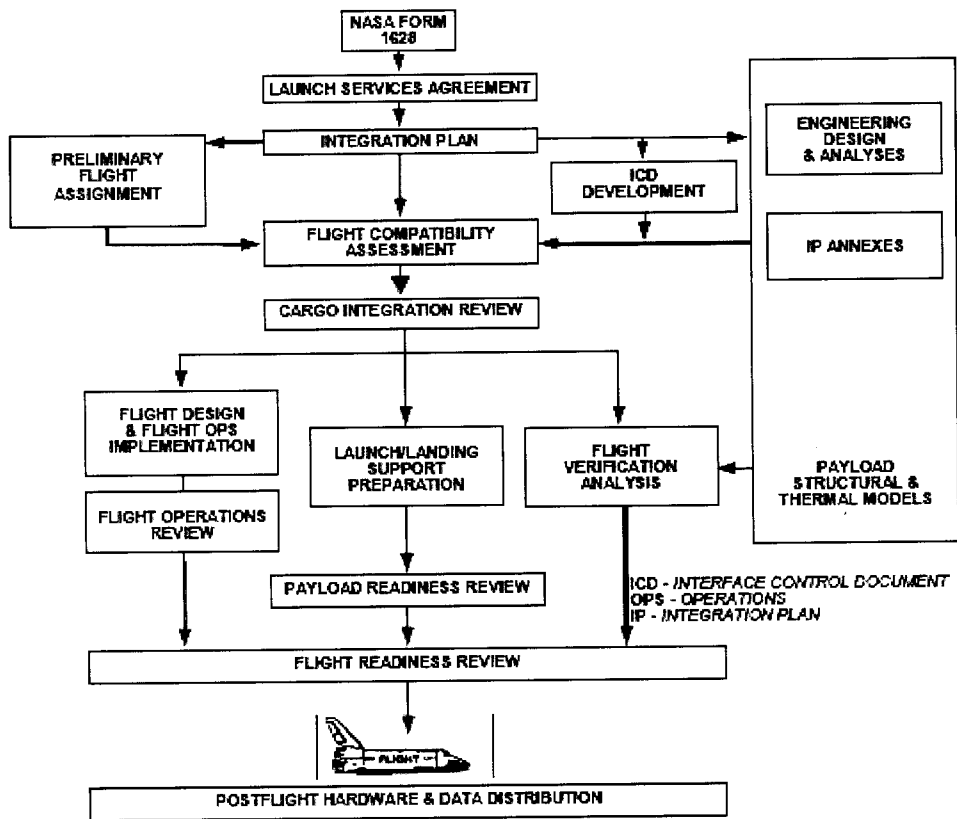 NASA FORM
1628
LAUNCH SERVICES AGREEMENT
INTEGRATION PLAN
PRELIMINARY
FLIGHT
ASSIGNMENT
ENGINEERING
DESIGN
& ANALYSES
ICD
DEVELOPMENT
FLIGHT COMPATIBILITY
ASSESSMENT
IP ANNEXES
CARGO INTEGRATION REVIEW
FLIGHT DESIGN
& FLIGHT OPS
IMPLEMENTATION
LAUNCH/LANDING
SUPPORT
PREPARATION
FLIGHT
VERIFICATION
ANALYSIS
PAYLOAD
STRUCTURAL &
THERMAL MODELS
FLIGHT OPERATIONS
REVIEW
PAYLOAD READINESS REVIEW
ICD - INTERFACE CONTROL DOCUMENT
OPS - OPERATIONS
IP - INTEGRATION PLAN
FLIGHT READINESS REVIEW
FLIGHT
POSTFLIGHT HARDWARE & DATA DISTRIBUTION